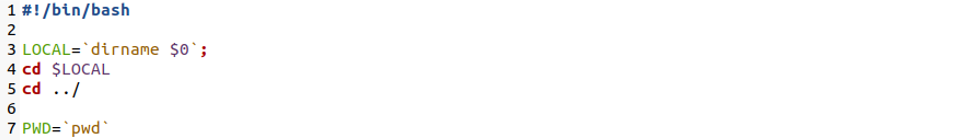 1 #!/bin/bash
2
3 LOCAL=`dirname $0`;
4 cd $LOCAL
5 cd ../
6
7 PWD=`pwd`